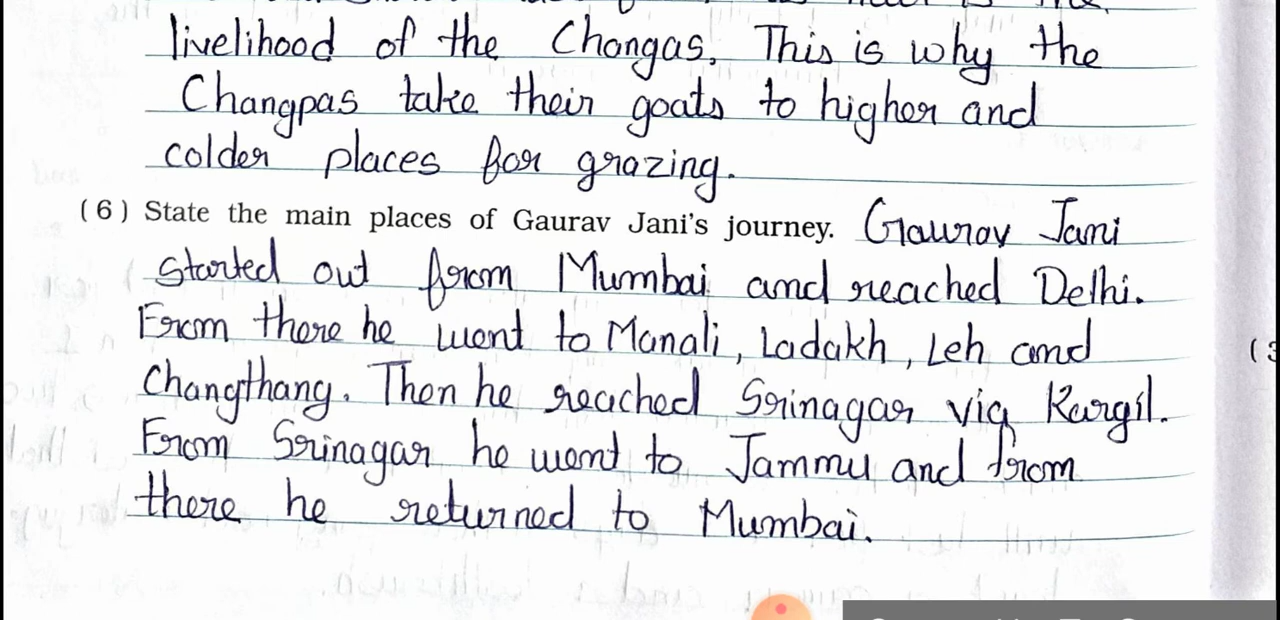 livelihood of the Chongas. This is why the
Changpas take their goats to higher and
colder places for grazing.
(6) State the main places of Gaurav Jani's journey. Gaurav Jani
started out from Mumbai and reached Delhi.
From there he went to Manali, Ladakh, Leh and
Changthang. Then he reached Srinagar via Kargil.
From Srinagar he went to Jammu and from
there he returned to Mumbai.